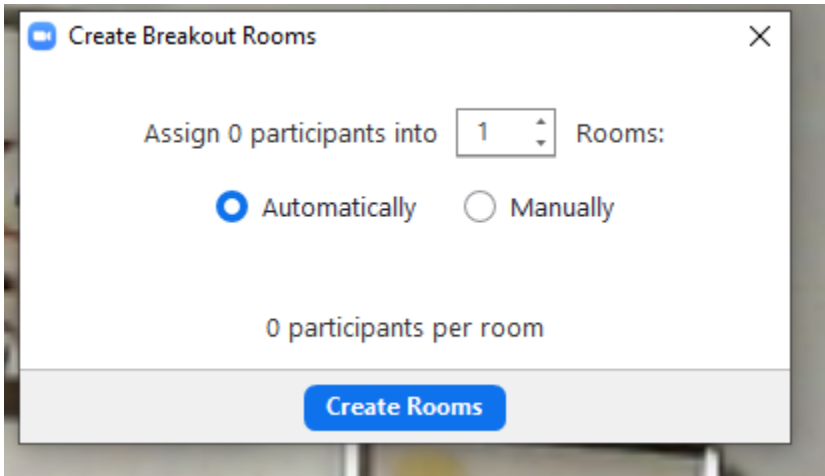 Create Breakout Rooms
Assign 0 participants into 1 Rooms:
Automatically Manually
0 participants per room
Create Rooms